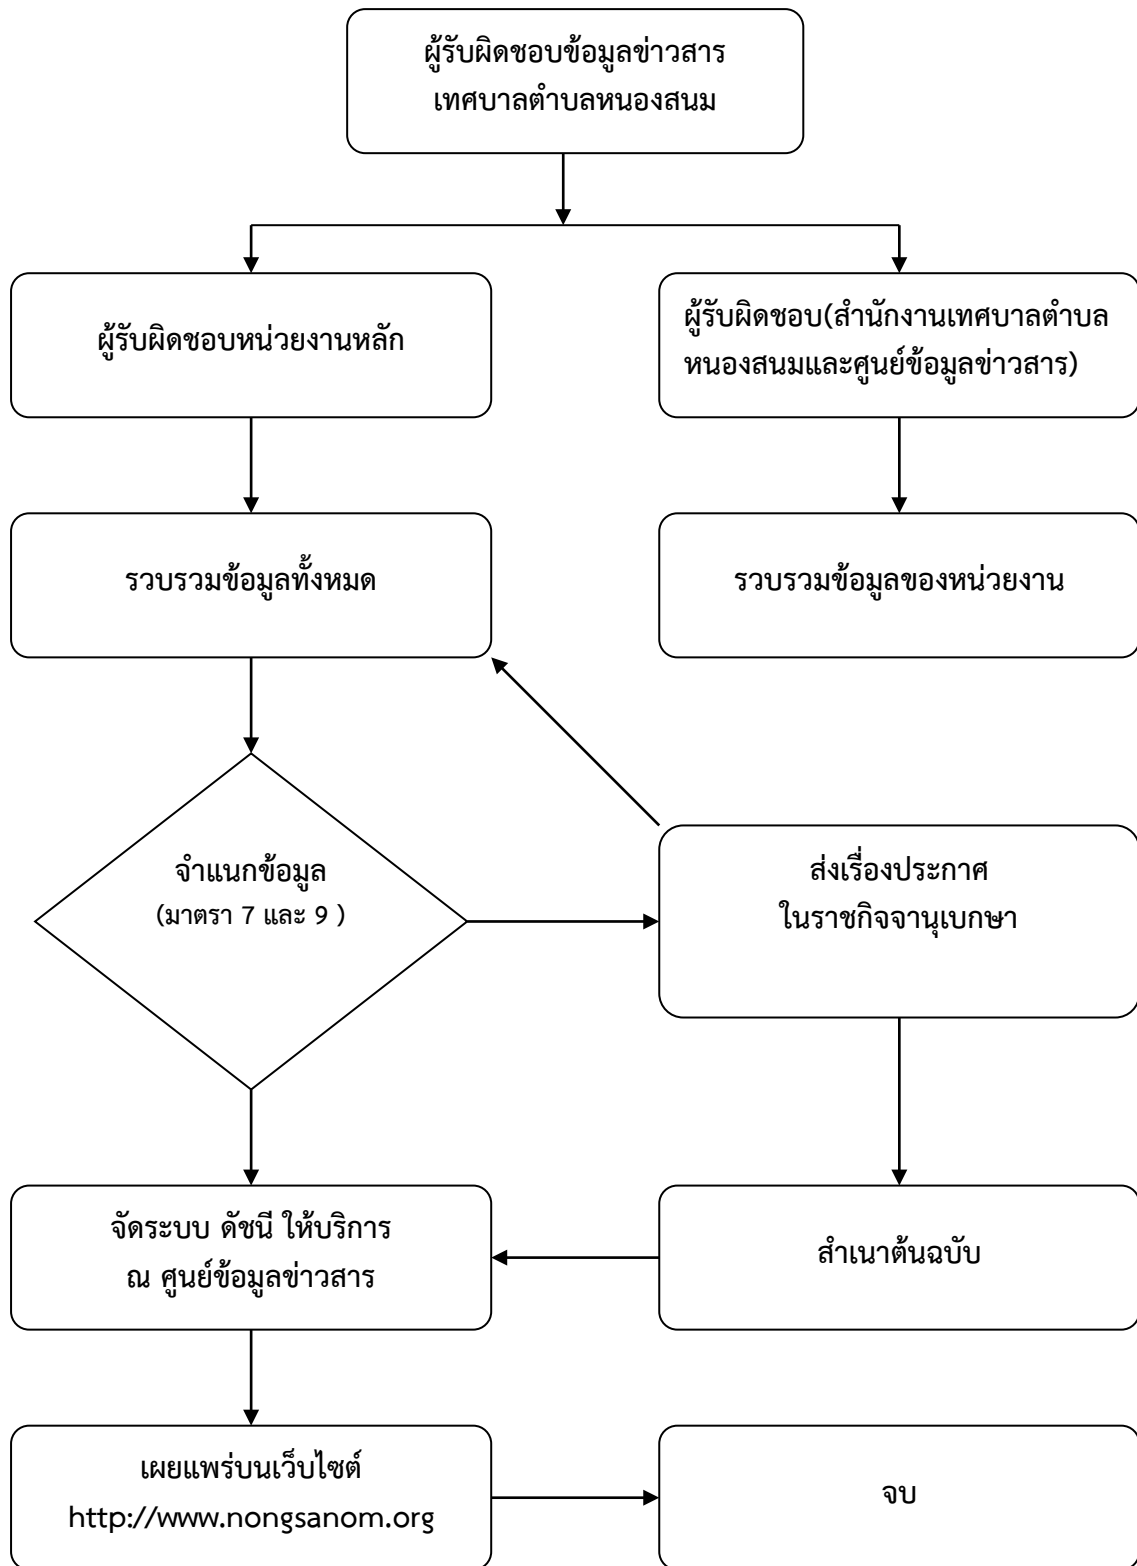 ผู้รับผิดชอบข้อมูลข่าวสาร
เทศบาลตำบลหนองสนม
ผู้รับผิดชอบหน่วยงานหลัก
ผู้รับผิดชอบ(สำนักงานเทศบาลตำบล
หนองสนมและศูนย์ข้อมูลข่าวสาร)
รวบรวมข้อมูลทั้งหมด
รวบรวมข้อมูลของหน่วยงาน
จำแนกข้อมูล
(มาตรา 7 และ 9 )
ส่งเรื่องประกาศ
ในราชกิจจานุเบกษา
จัดระบบ ดัชนี ให้บริการ
ณ ศูนย์ข้อมูลข่าวสาร
สำเนาต้นฉบับ
เผยแพร่บนเว็บไซต์
http://www.nongsanom.org
จบ